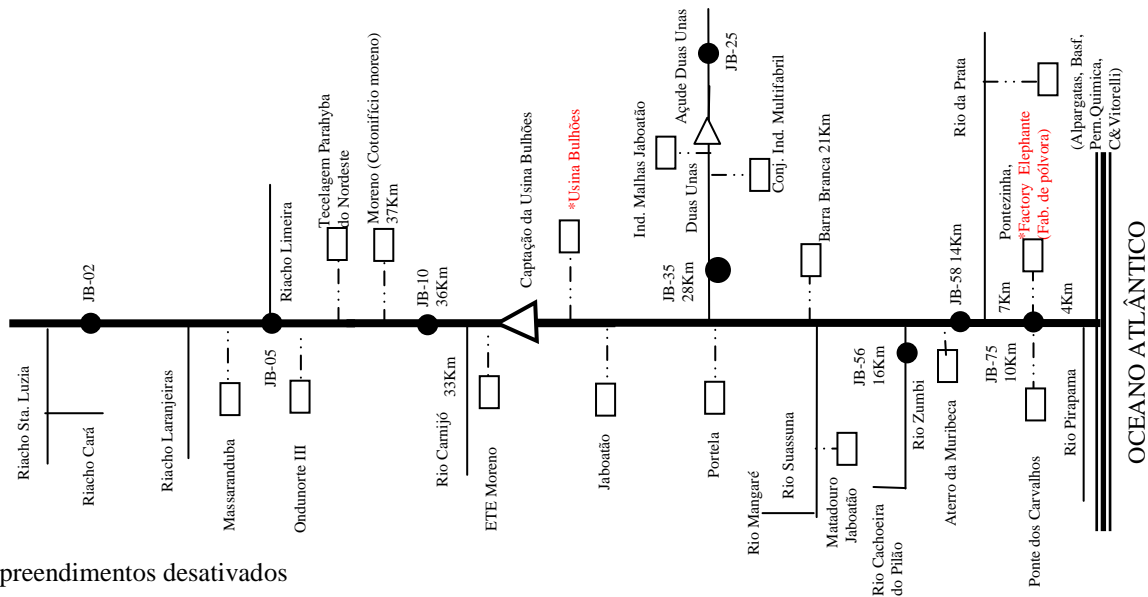 Riacho Sta. Luzia
Riacho Cará
JB-02
Riacho Laranjeiras
Massaranduba
JB-05
Riacho Limeira
Ondunorte III
Tecelagem Parahyba
do Nordeste
Moreno (Cotonifício moreno)
37Km
JB-10
36Km
Rio Carnijó
33Km
ETE Moreno
Captação da Usina Bulhões
*Usina Bulhões
Jaboatão
Ind. Malhas Jaboatão
JB-35
28Km
Duas Unas
Açude Duas Unas
JB-25
Portela
Conj. Ind. Multifabril
Rio Mangaré
Rio Suassuna
Barra Branca 21Km
Matadouro
Jaboatão
JB-56
16Km
Rio Cachoeira
do Pilão
Rio Zumbi
Aterro da Muribeca
JB-58 14Km
Rio da Prata
JB-75
10Km
7Km
Pontezinha,
*Factory Elephante
(Fab. de pólvora)
Ponte dos Carvalhos
4Km
Rio Pirapama
(Alpargatas, Basf,
Pern.Quimica,
C&Vitorelli)
OCEANO ATLÂNTICO
preendimentos desativados